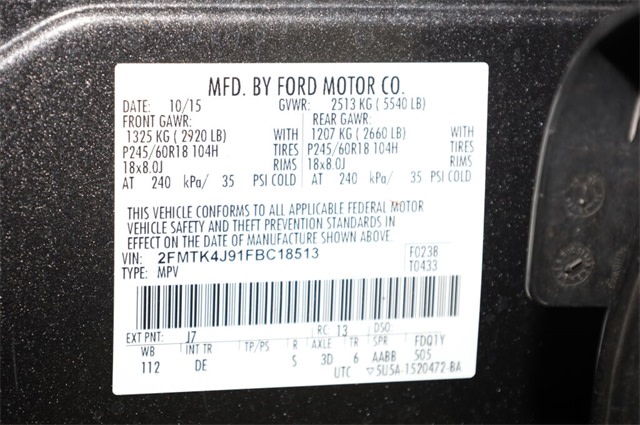 MFD. BY FORD MOTOR CO.
DATE: 10/15 GVWR: 2513 KG ( 5540 LB)
FRONT GAWR: REAR GAWR:
1325 KG ( 2920 LB) WITH 1207 KG ( 2660 LB) WITH
P245/60R18 104H TIRES P245/60R18 104H TIRES
18x8.0J RIMS 18x8.0J RIMS
AT 240 kPa/ 35 PSI COLD AT 240 kPa/ 35 PSI COLD
THIS VEHICLE CONFORMS TO ALL APPLICABLE FEDERAL MOTOR
VEHICLE SAFETY AND THEFT PREVENTION STANDARDS IN
EFFECT ON THE DATE OF MANUFACTURE SHOWN ABOVE.
VIN: 2FMTK4J91FBC18513 F0238
TYPE: MPV T0433
EXT PNT: J7 RC: 13 DSO:
WB INT TR TP/PS R AXLE TR SPR FDQ1Y
112 DE S 3D 6 AABB 505
UTC ▽5U5A-1520472-BA